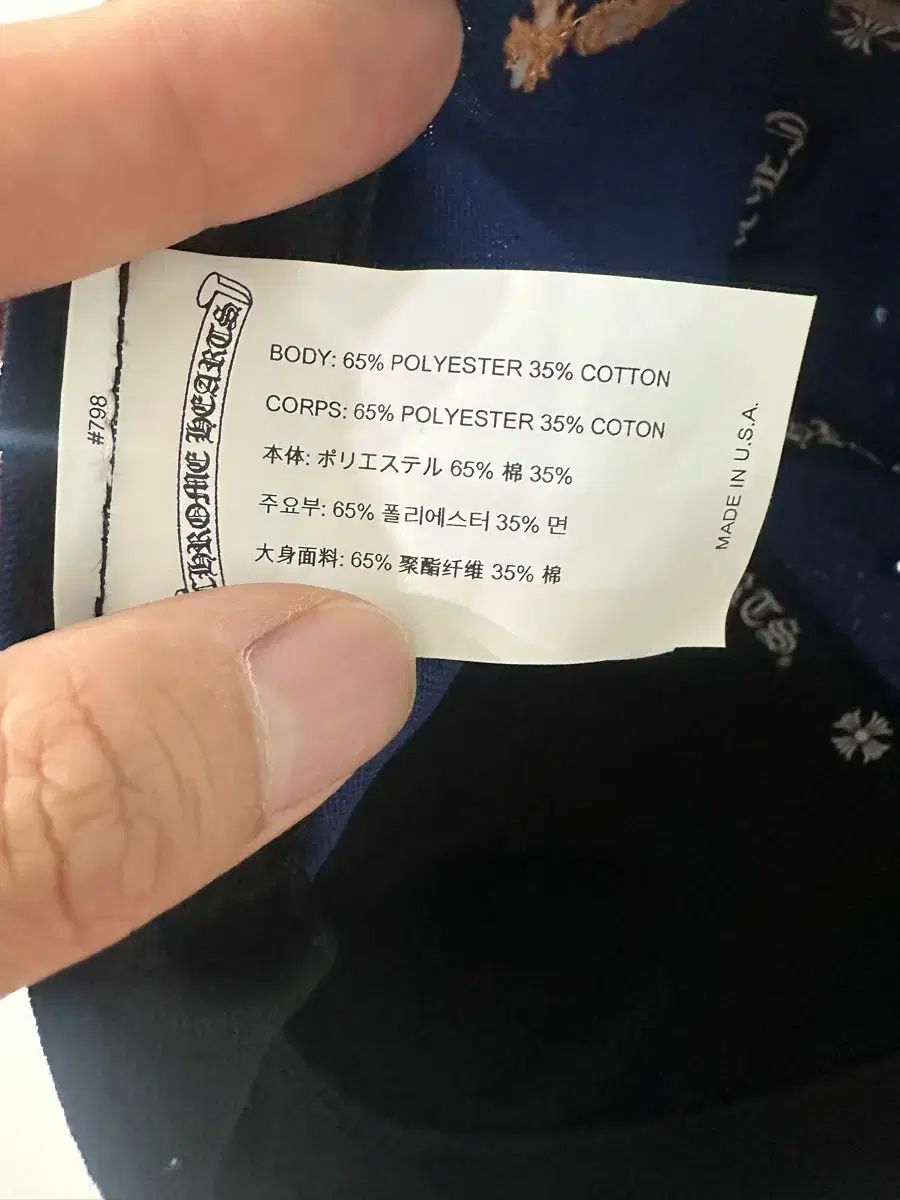 #798
CHROME HEARTS
BODY: 65% POLYESTER 35% COTTON
CORPS: 65% POLYESTER 35% COTON
本体: ポリエステル 65% 棉 35%
주요부: 65% 폴리에스터 35% 면
大身面料: 65% 聚酯纤维 35% 棉
MADE IN U.S.A.